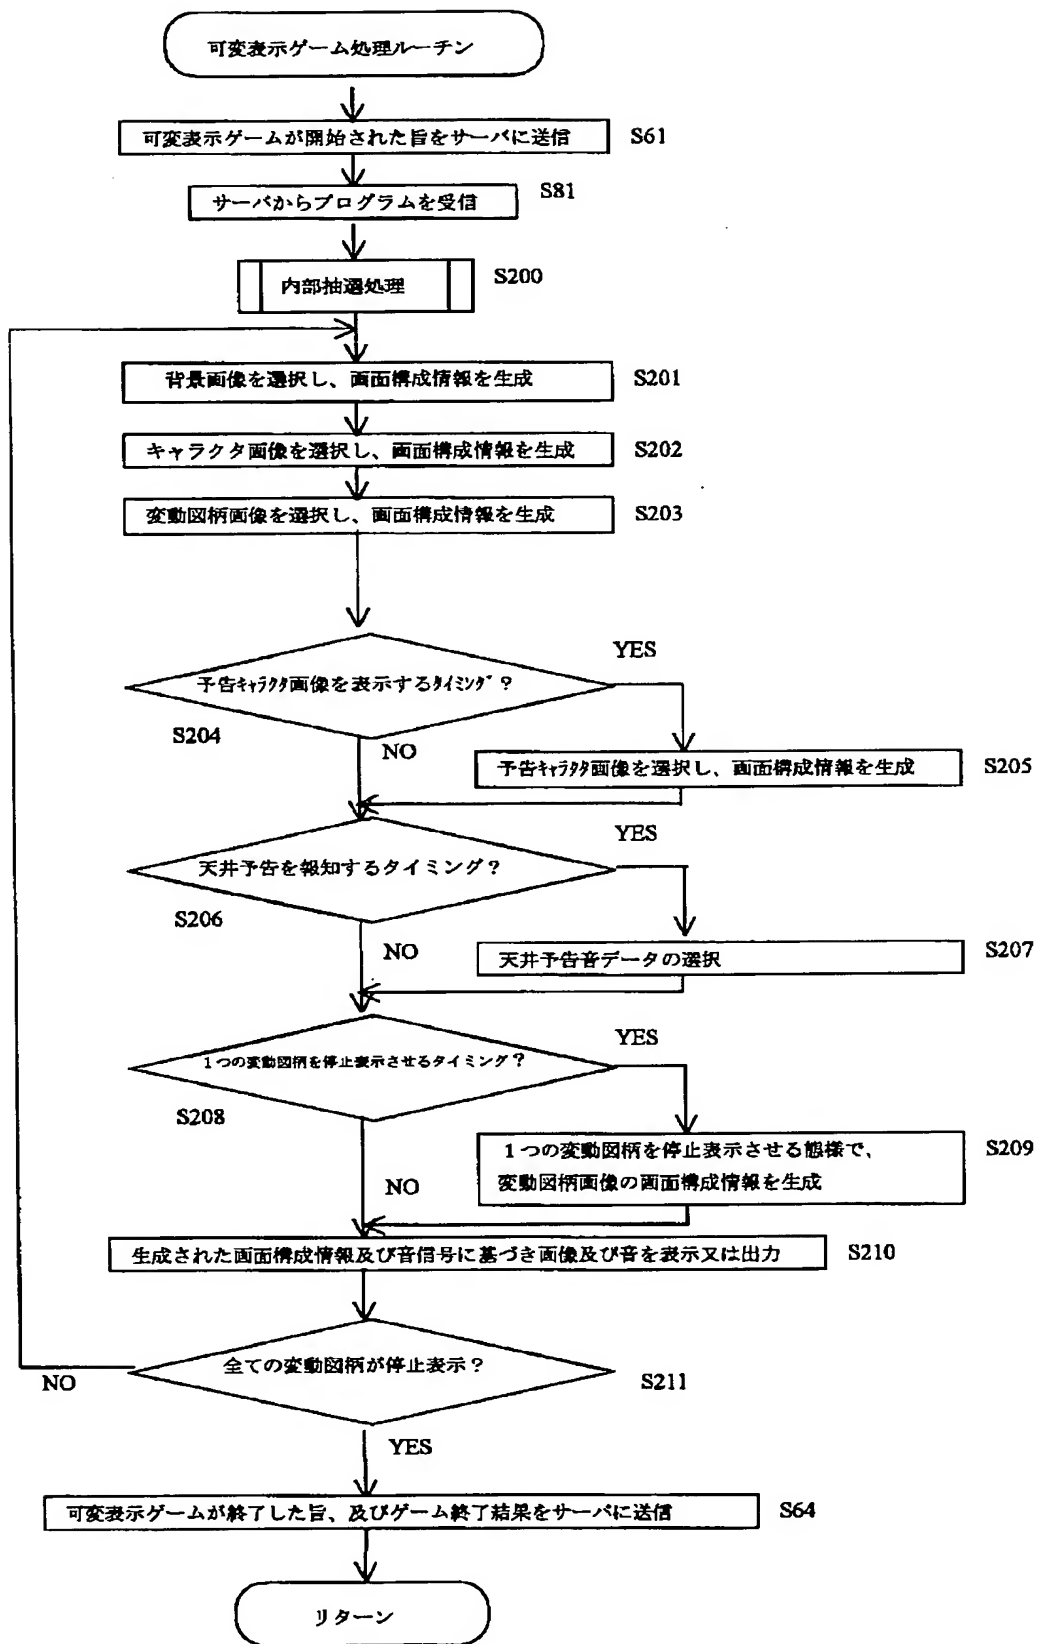 可変表示ゲーム処理ルーチン
可変表示ゲームが開始された旨をサーバに送信
S61
サーバからプログラムを受信
S81
内部抽選処理
S200
背景画像を選択し、画面構成情報を生成
S201
キャラクタ画像を選択し、画面構成情報を生成
S202
変動図柄画像を選択し、画面構成情報を生成
S203
YES
予告ｷｬﾗｸﾀ画像を表示するﾀｲﾐﾝｸﾞ？
S204
NO
予告ｷｬﾗｸﾀ画像を選択し、画面構成情報を生成
S205
YES
天井予告を報知するタイミング？
S206
NO
天井予告音データの選択
S207
YES
１つの変動図柄を停止表示させるタイミング？
S208
１つの変動図柄を停止表示させる態様で、
変動図柄画像の画面構成情報を生成
S209
NO
生成された画面構成情報及び音信号に基づき画像及び音を表示又は出力
S210
全ての変動図柄が停止表示？
NO
S211
YES
可変表示ゲームが終了した旨、及びゲーム終了結果をサーバに送信
S64
リターン